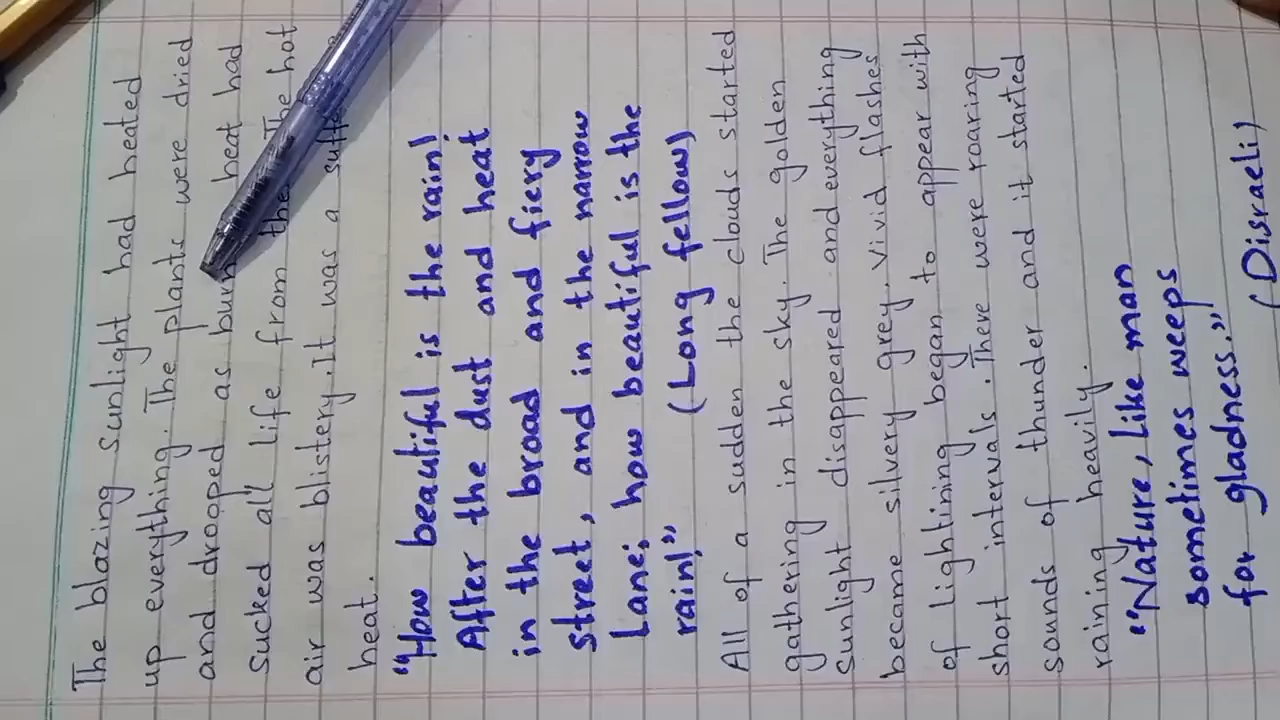 The blazing sunlight had heated
up everything. The plants were dried
and drooped as burn heat had
sucked all life from the The hot
air was blistery. It was a suffo
heat.
"How beautiful is the rain!
After the dust and heat
in the broad and fiery
street, and in the narrow
Lane; how beautiful is the
rain!" (Long fellow)
All of a sudden the clouds started
gathering in the sky. The golden
sunlight disappeared and everything
became silvery grey. Vivid flashes
of lightining began to appear with
short intervals. There were roaring
sounds of thunder and it started
raining heavily.
"Nature, Like man
sometimes weeps
for gladness."
(Disraeli)